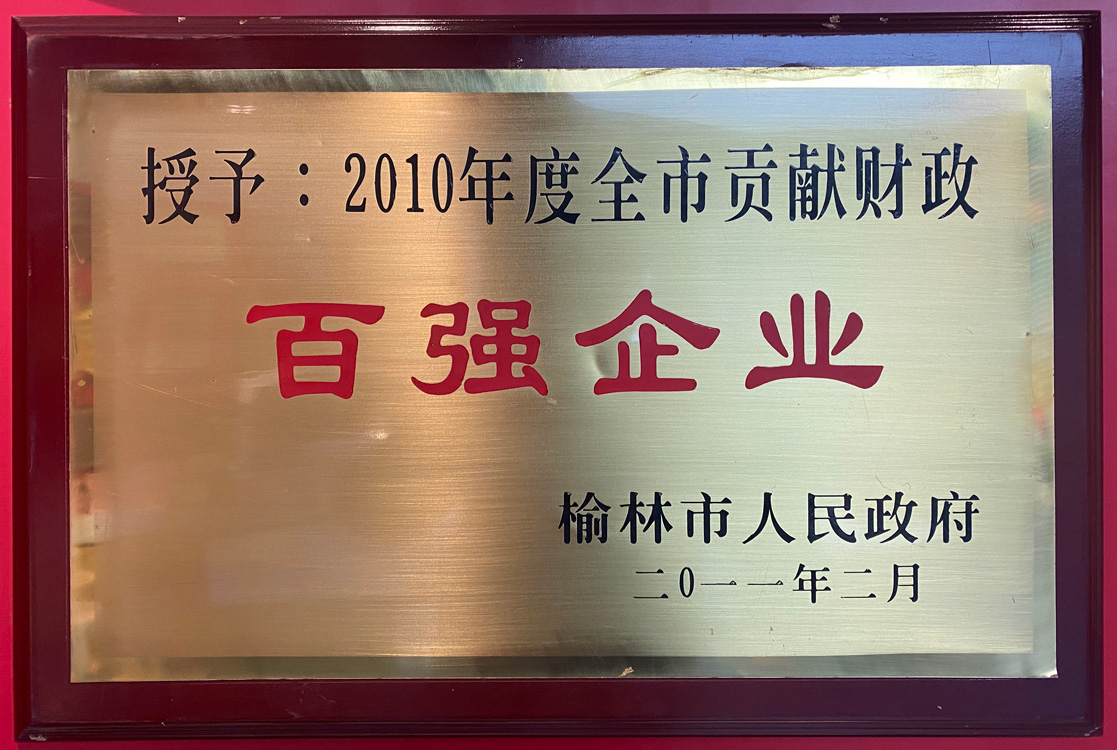 授予：2010年度全市贡献财政
百强企业
榆林市人民政府
二0一一年二月